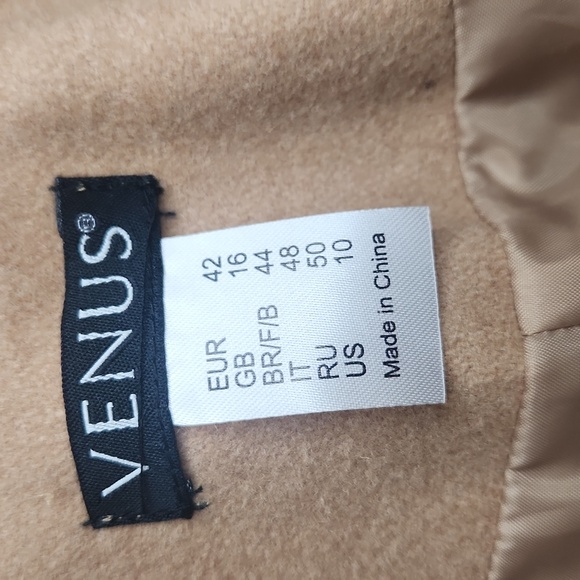 VENUS®
EUR 42
GB 16
BR/F/B 44
IT 48
RU 50
US 10
Made in China